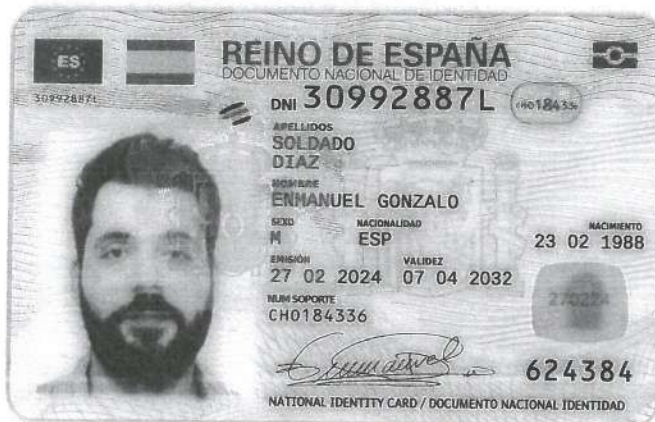 ES
REINO DE ESPAÑA
DOCUMENTO NACIONAL DE IDENTIDAD
30992887L
DNI 30992887L
CHO184336
APELLIDOS
SOLDADO
DIAZ
NOMBRE
ENMANUEL GONZALO
SEXO NACIONALIDAD NACIMIENTO
M ESP 23 02 1988
EMISIÓN VALIDEZ
27 02 2024 07 04 2032
NUM SOPORTE
CHO184336
270224
624384
NATIONAL IDENTITY CARD / DOCUMENTO NACIONAL IDENTIDAD